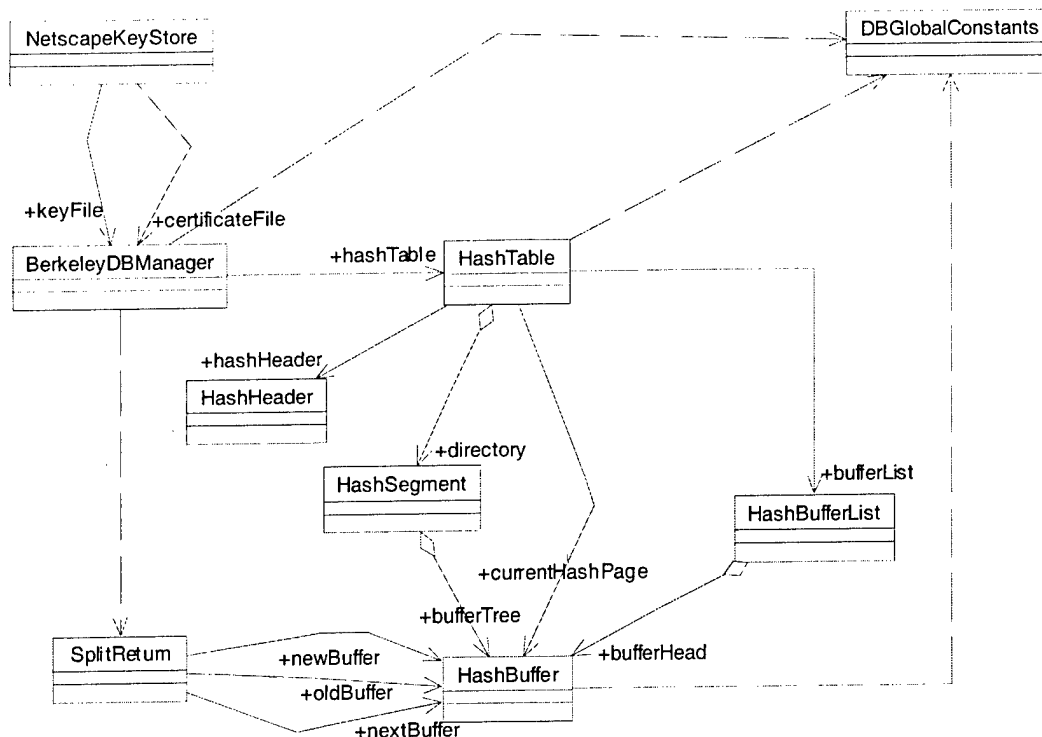 NetscapeKeyStore
DBGlobalConstants
+keyFile
+certificateFile
BerkeleyDBManager
+hashTable
HashTable
+hashHeader
HashHeader
+directory
HashSegment
+bufferList
HashBufferList
+currentHashPage
+bufferTree
SplitReturn
+newBuffer
+oldBuffer
+nextBuffer
HashBuffer
+bufferHead